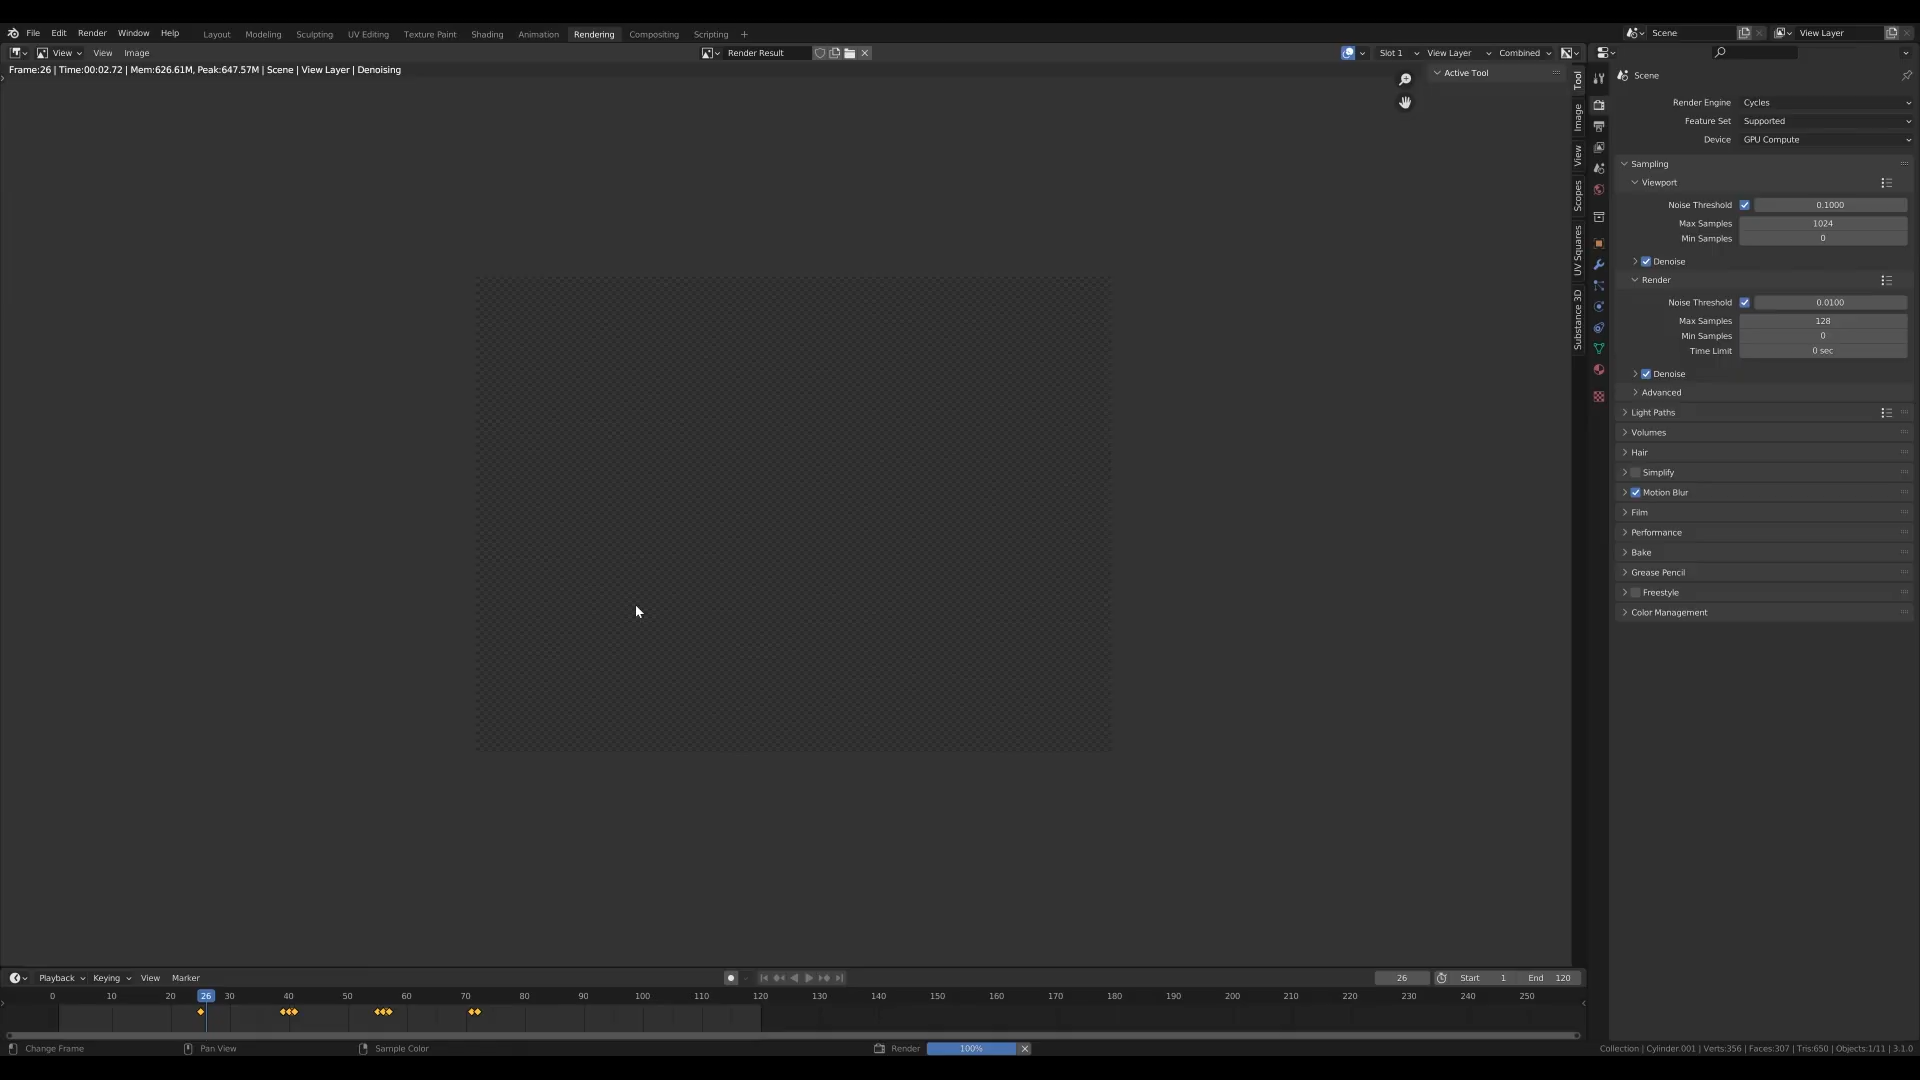 File Edit Render Window Help Layout Modeling Sculpting UV Editing Texture Paint Shading Animation Rendering Compositing Scripting + Scene View Layer
View View Image Render Result Slot 1 View Layer Combined
Frame:26 | Time:00:02.72 | Mem:626.61M, Peak:647.57M | Scene | View Layer | Denoising
Active Tool
Tool
Image
View
Scopes
UV Squares
Substance 3D
Scene
Render Engine Cycles
Feature Set Supported
Device GPU Compute
Sampling
Viewport
Noise Threshold 0.1000
Max Samples 1024
Min Samples 0
Denoise
Render
Noise Threshold 0.0100
Max Samples 128
Min Samples 0
Time Limit 0 sec
Denoise
Advanced
Light Paths
Volumes
Hair
Simplify
Motion Blur
Film
Performance
Bake
Grease Pencil
Freestyle
Color Management
Playback Keying View Marker 26 Start 1 End 120
0 10 20 26 30 40 50 60 70 80 90 100 110 120 130 140 150 160 170 180 190 200 210 220 230 240 250
Change Frame Pan View Sample Color Render 100% Collection | Cylinder.001 | Verts:356 | Faces:307 | Tris:650 | Objects:1/11 | 3.1.0